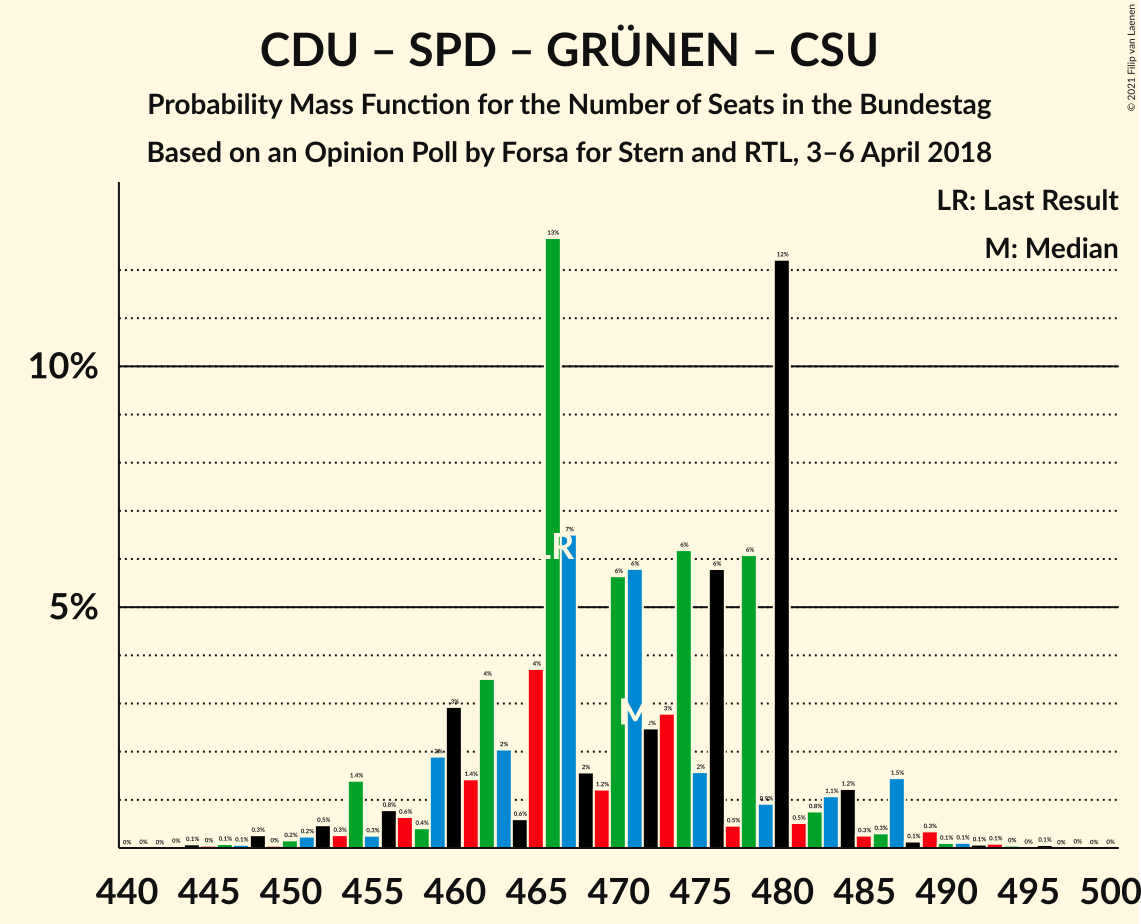 CDU – SPD – GRÜNEN – CSU
Probability Mass Function for the Number of Seats in the Bundestag
Based on an Opinion Poll by Forsa for Stern and RTL, 3–6 April 2018
© 2021 Filip van Laenen
LR: Last Result
M: Median
10%
5%
0% 0% 0% 0% 0.1% 0% 0.1% 0.1% 0.3% 0% 0.2% 0.2% 0.5% 0.3% 1.4% 0.3% 0.8% 0.6% 0.4% 2% 3% 1.4% 4% 2% 0.6% 4% 13% 7% 2% 1.2% 6% 6% 2% 3% 6% 2% 6% 0.5% 6% 0.9% 12% 0.5% 0.8% 1.1% 1.2% 0.3% 0.3% 1.5% 0.1% 0.3% 0.1% 0.1% 0.1% 0.1% 0% 0% 0.1% 0% 0% 0% 0%
LR
M
440 445 450 455 460 465 470 475 480 485 490 495 500